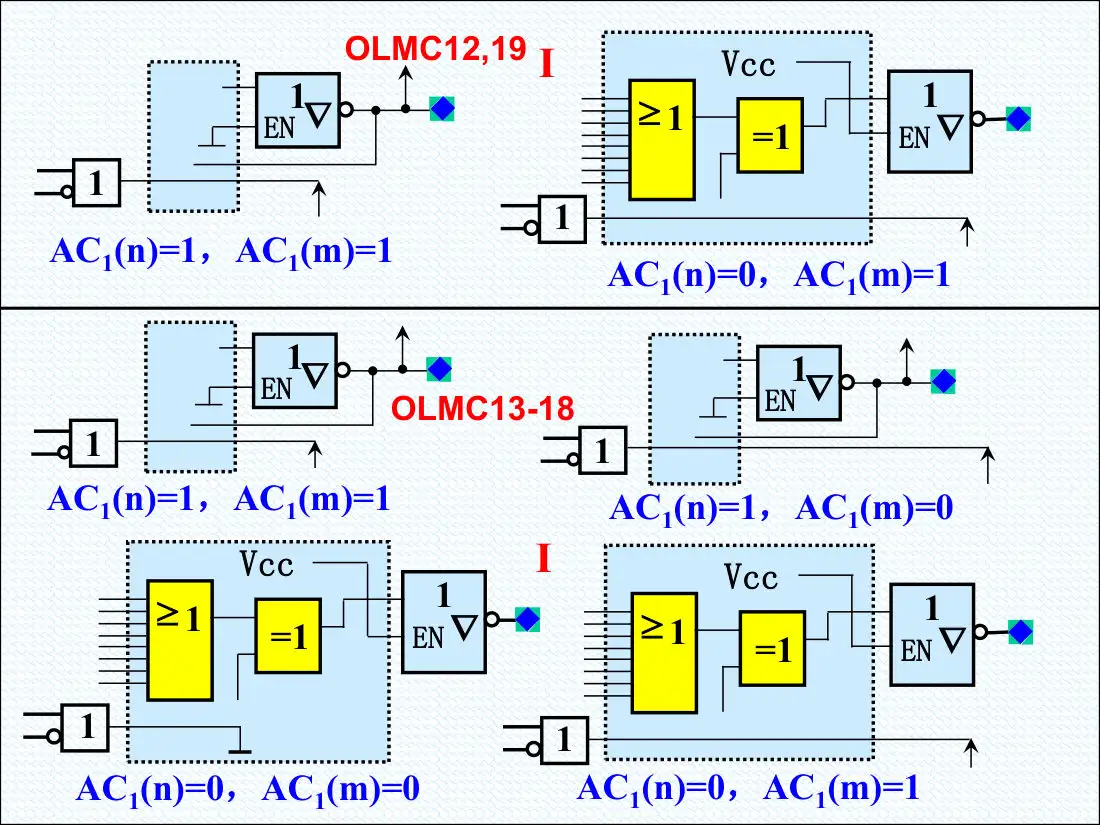 OLMC12,19
I
1
EN
1
AC1(n)=1，AC1(m)=1
Vcc
≥1
=1
1
EN
1
AC1(n)=0，AC1(m)=1
1
EN
1
OLMC13-18
AC1(n)=1，AC1(m)=1
1
EN
1
AC1(n)=1，AC1(m)=0
I
Vcc
≥1
=1
1
EN
1
AC1(n)=0，AC1(m)=0
Vcc
≥1
=1
1
EN
1
AC1(n)=0，AC1(m)=1